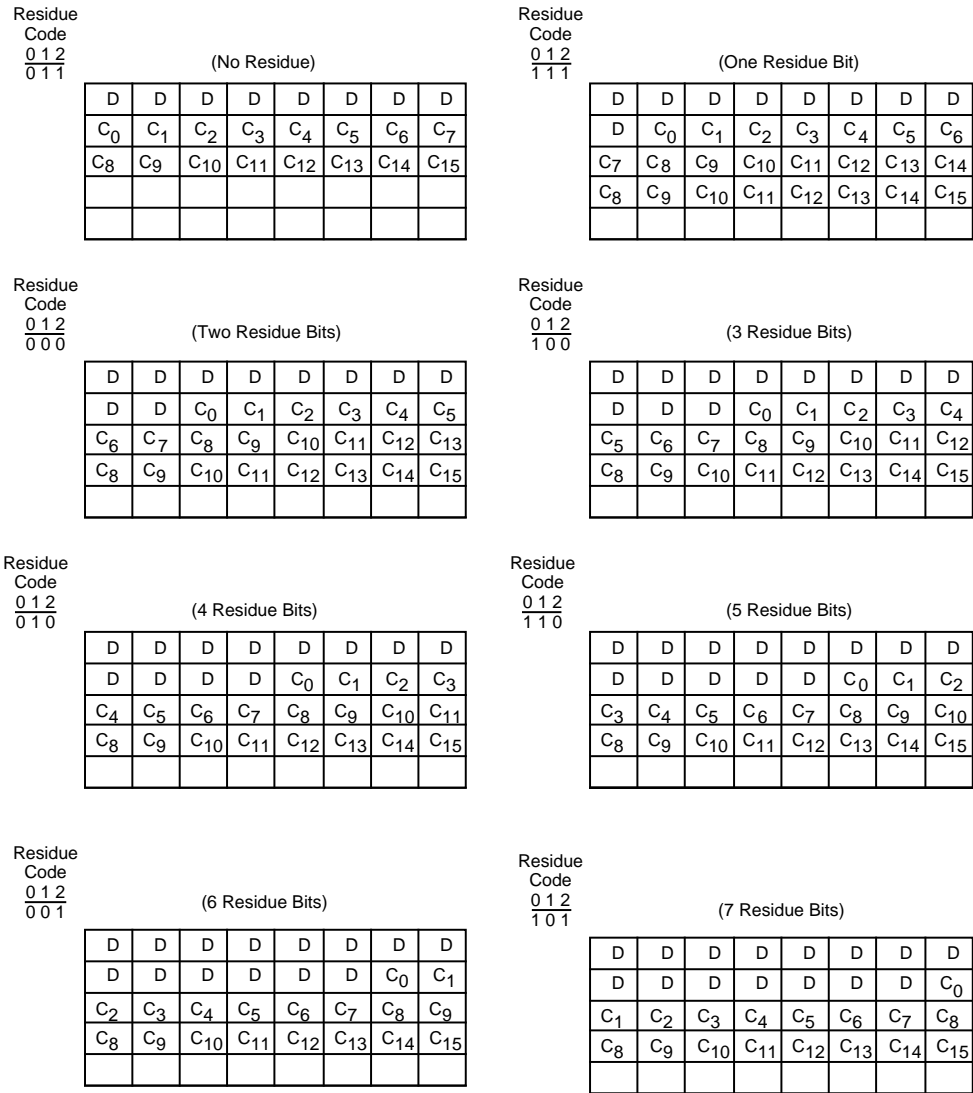 Residue
Code
0 1 2
0 1 1
(No Residue)
D D D D D D D D
C0 C1 C2 C3 C4 C5 C6 C7
C8 C9 C10 C11 C12 C13 C14 C15
Residue
Code
0 1 2
1 1 1
(One Residue Bit)
D D D D D D D D
D C0 C1 C2 C3 C4 C5 C6
C7 C8 C9 C10 C11 C12 C13 C14
C8 C9 C10 C11 C12 C13 C14 C15
Residue
Code
0 1 2
0 0 0
(Two Residue Bits)
D D D D D D D D
D D C0 C1 C2 C3 C4 C5
C6 C7 C8 C9 C10 C11 C12 C13
C8 C9 C10 C11 C12 C13 C14 C15
Residue
Code
0 1 2
1 0 0
(3 Residue Bits)
D D D D D D D D
D D D C0 C1 C2 C3 C4
C5 C6 C7 C8 C9 C10 C11 C12
C8 C9 C10 C11 C12 C13 C14 C15
Residue
Code
0 1 2
0 1 0
(4 Residue Bits)
D D D D D D D D
D D D D C0 C1 C2 C3
C4 C5 C6 C7 C8 C9 C10 C11
C8 C9 C10 C11 C12 C13 C14 C15
Residue
Code
0 1 2
1 1 0
(5 Residue Bits)
D D D D D D D D
D D D D D C0 C1 C2
C3 C4 C5 C6 C7 C8 C9 C10
C8 C9 C10 C11 C12 C13 C14 C15
Residue
Code
0 1 2
0 0 1
(6 Residue Bits)
D D D D D D D D
D D D D D D C0 C1
C2 C3 C4 C5 C6 C7 C8 C9
C8 C9 C10 C11 C12 C13 C14 C15
Residue
Code
0 1 2
1 0 1
(7 Residue Bits)
D D D D D D D D
D D D D D D D C0
C1 C2 C3 C4 C5 C6 C7 C8
C8 C9 C10 C11 C12 C13 C14 C15